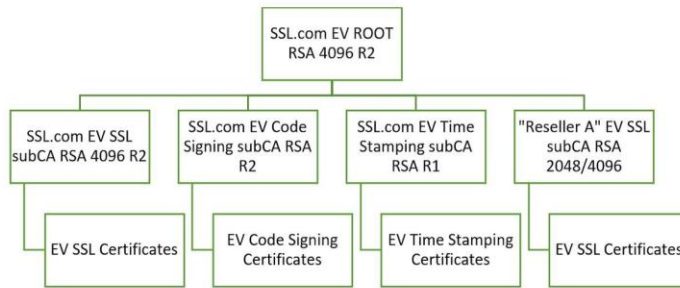 SSL.com EV ROOT
RSA 4096 R2
SSL.com EV SSL
subCA RSA 4096 R2
SSL.com EV Code
Signing subCA RSA
R2
SSL.com EV Time
Stamping subCA
RSA R1
"Reseller A" EV SSL
subCA RSA
2048/4096
EV SSL Certificates
EV Code Signing
Certificates
EV Time Stamping
Certificates
EV SSL Certificates